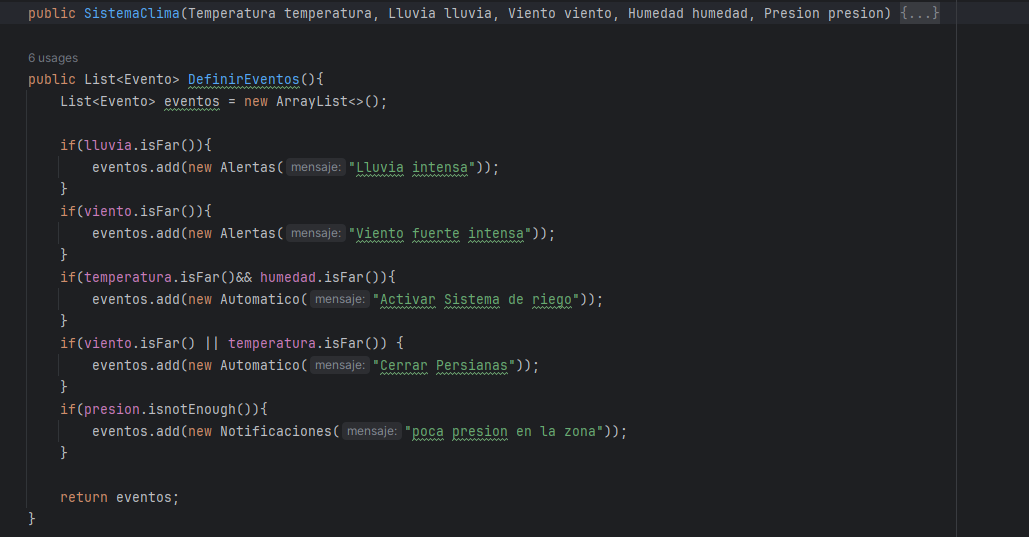 public SistemaClima(Temperatura temperatura, Lluvia lluvia, Viento viento, Humedad humedad, Presion presion) {...}
6 usages
public List<Evento> DefinirEventos(){
List<Evento> eventos = new ArrayList<>();
if(lluvia.isFar()){
eventos.add(new Alertas( mensaje: "Lluvia intensa"));
}
if(viento.isFar()){
eventos.add(new Alertas( mensaje: "Viento fuerte intensa"));
}
if(temperatura.isFar()&& humedad.isFar()){
eventos.add(new Automatico( mensaje: "Activar Sistema de riego"));
}
if(viento.isFar() || temperatura.isFar()) {
eventos.add(new Automatico( mensaje: "Cerrar Persianas"));
}
if(presion.isnotEnough()){
eventos.add(new Notificaciones( mensaje: "poca presion en la zona"));
}
return eventos;
}